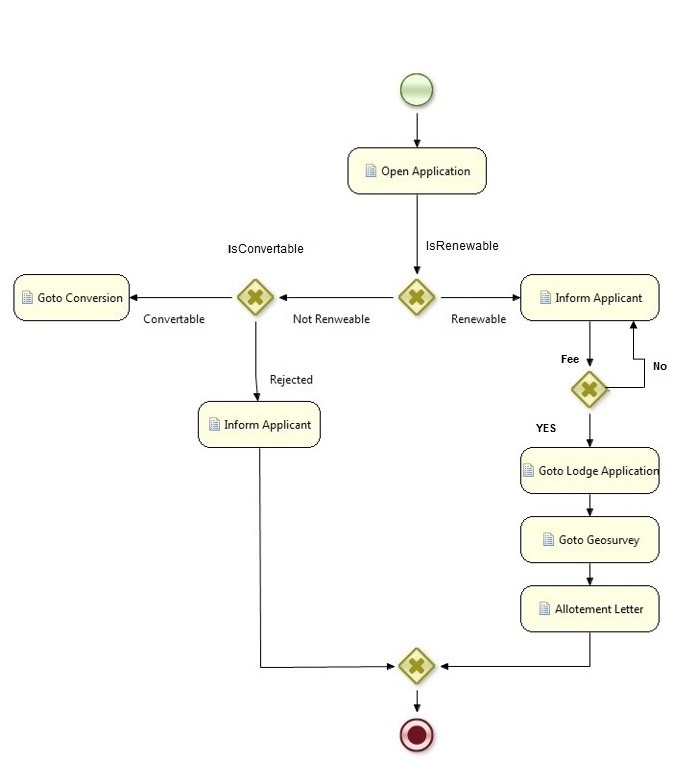 Open Application
IsRenewable
IsConvertable
Goto Conversion
Convertable
Not Renweable
Renewable
Inform Applicant
Fee
No
Rejected
Inform Applicant
YES
Goto Lodge Application
Goto Geosurvey
Allotement Letter